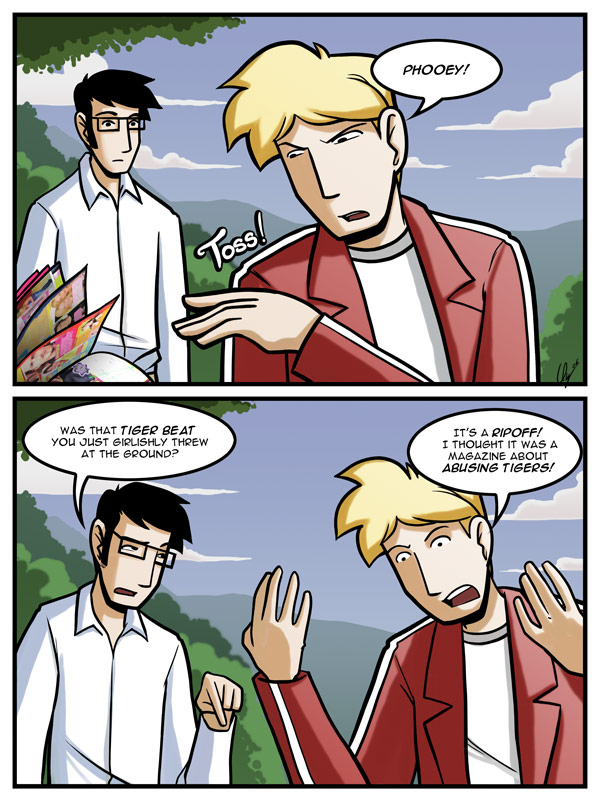 PHOOEY!
Toss!
WAS THAT TIGER BEAT
YOU JUST GIRLISHLY THREW
AT THE GROUND?
IT'S A RIPOFF!
I THOUGHT IT WAS A
MAGAZINE ABOUT
ABUSING TIGERS!